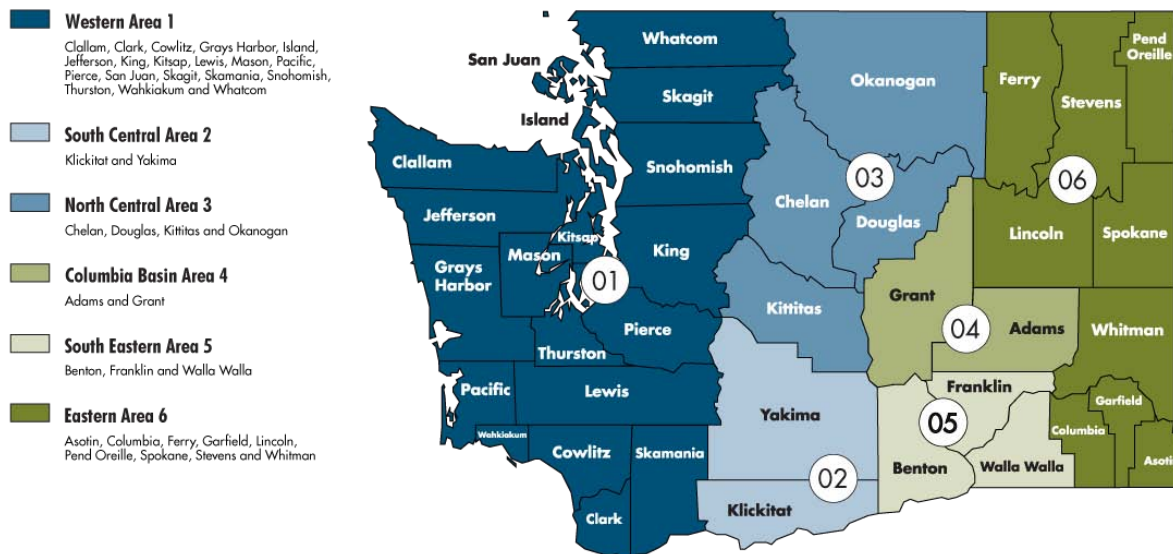 Western Area 1
Clallam, Clark, Cowlitz, Grays Harbor, Island,
Jefferson, King, Kitsap, Lewis, Mason, Pacific,
Pierce, San Juan, Skagit, Skamania, Snohomish,
Thurston, Wahkiakum and Whatcom
South Central Area 2
Klickitat and Yakima
North Central Area 3
Chelan, Douglas, Kittitas and Okanogan
Columbia Basin Area 4
Adams and Grant
South Eastern Area 5
Benton, Franklin and Walla Walla
Eastern Area 6
Asotin, Columbia, Ferry, Garfield, Lincoln,
Pend Oreille, Spokane, Stevens and Whitman
Whatcom
San Juan
Skagit
Island
Clallam
Snohomish
Jefferson
Kitsap
King
Mason
Grays
Harbor
01
Pierce
Thurston
Pacific
Lewis
Wahkiakum
Cowlitz
Skamania
Clark
Okanogan
03
Chelan
Douglas
Kittitas
Yakima
02
Klickitat
Grant
04
Adams
Franklin
05
Benton
Walla Walla
Ferry
Stevens
Pend
Oreille
06
Lincoln
Spokane
Whitman
Garfield
Columbia
Asotin